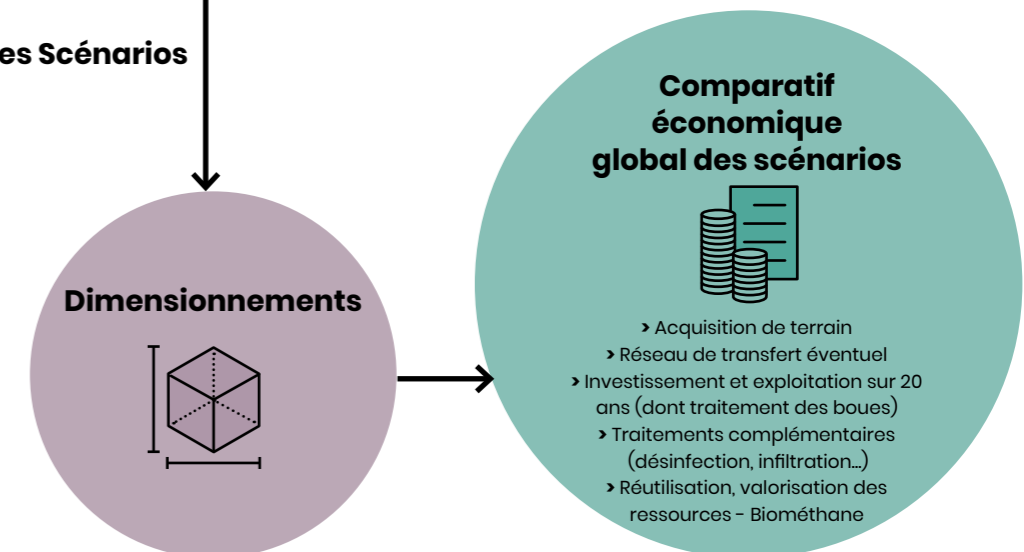 es Scénarios
Dimensionnements
Comparatif
économique
global des scénarios
> Acquisition de terrain
> Réseau de transfert éventuel
> Investissement et exploitation sur 20
ans (dont traitement des boues)
> Traitements complémentaires
(désinfection, infiltration...)
> Réutilisation, valorisation des
ressources - Biométhane